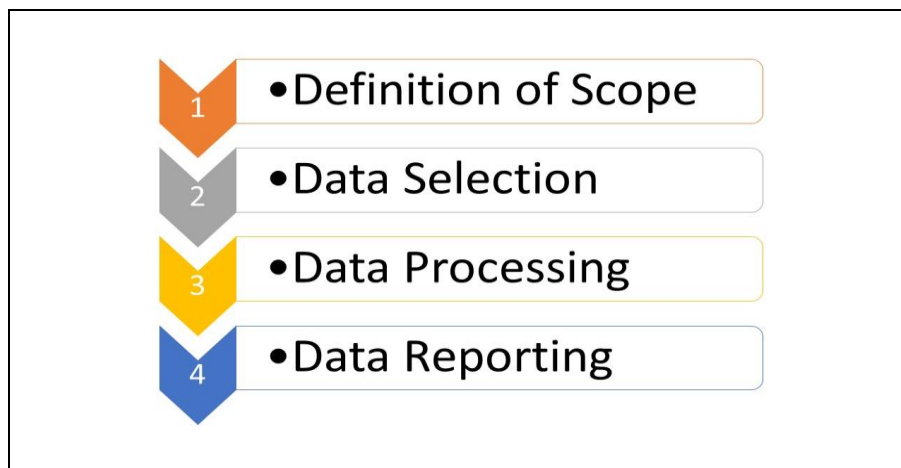 1 •Definition of Scope
2 •Data Selection
3 •Data Processing
4 •Data Reporting